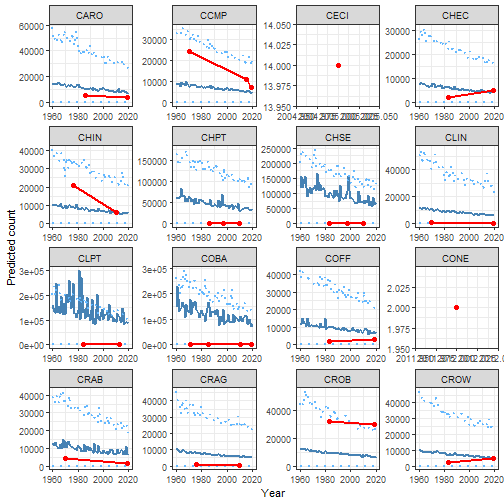 CARO CCMP CECI CHEC
60000 40000 20000 0
30000 20000 10000 0
14.050 14.025 14.000 13.975 13.950
30000 20000 10000 0
1960 1980 2000 2020 1960 1980 2000 2020 1960 1980 2000 2020
CHIN CHPT CHSE CLIN
40000 30000 20000 10000 0
150000 100000 50000 0
250000 200000 150000 100000 50000 0
50000 40000 30000 20000 10000 0
1960 1980 2000 2020 1960 1980 2000 2020 1960 1980 2000 2020 1960 1980 2000 2020
Predicted count
CLPT COBA COFF CONE
3e+05 2e+05 1e+05 0e+00
3e+05 2e+05 1e+05 0e+00
40000 30000 20000 10000 0
2.025 2.000 1.975 1.950
1960 1980 2000 2020 1960 1980 2000 2020 1960 1980 2000 2020
CRAB CRAG CROB CROW
40000 30000 20000 10000 0
40000 30000 20000 10000 0
40000 20000 0
40000 30000 20000 10000 0
1960 1980 2000 2020 1960 1980 2000 2020 1960 1980 2000 2020 1960 1980 2000 2020
Year